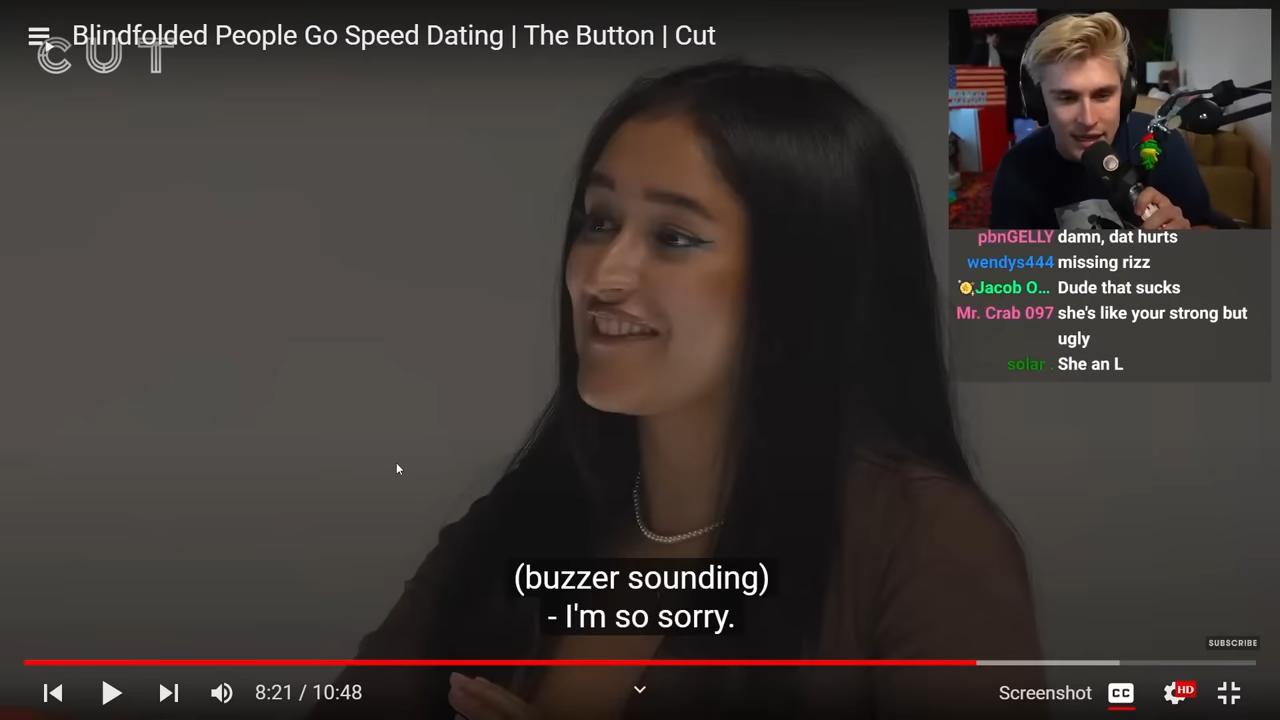 Blindfolded People Go Speed Dating | The Button | Cut
CUT
pbnGELLY damn, dat hurts
wendys444 missing rizz
Jacob O... Dude that sucks
Mr. Crab 097 she's like your strong but
ugly
solar . She an L
(buzzer sounding)
- I'm so sorry.
SUBSCRIBE
8:21 / 10:48
Screenshot
CC
HD